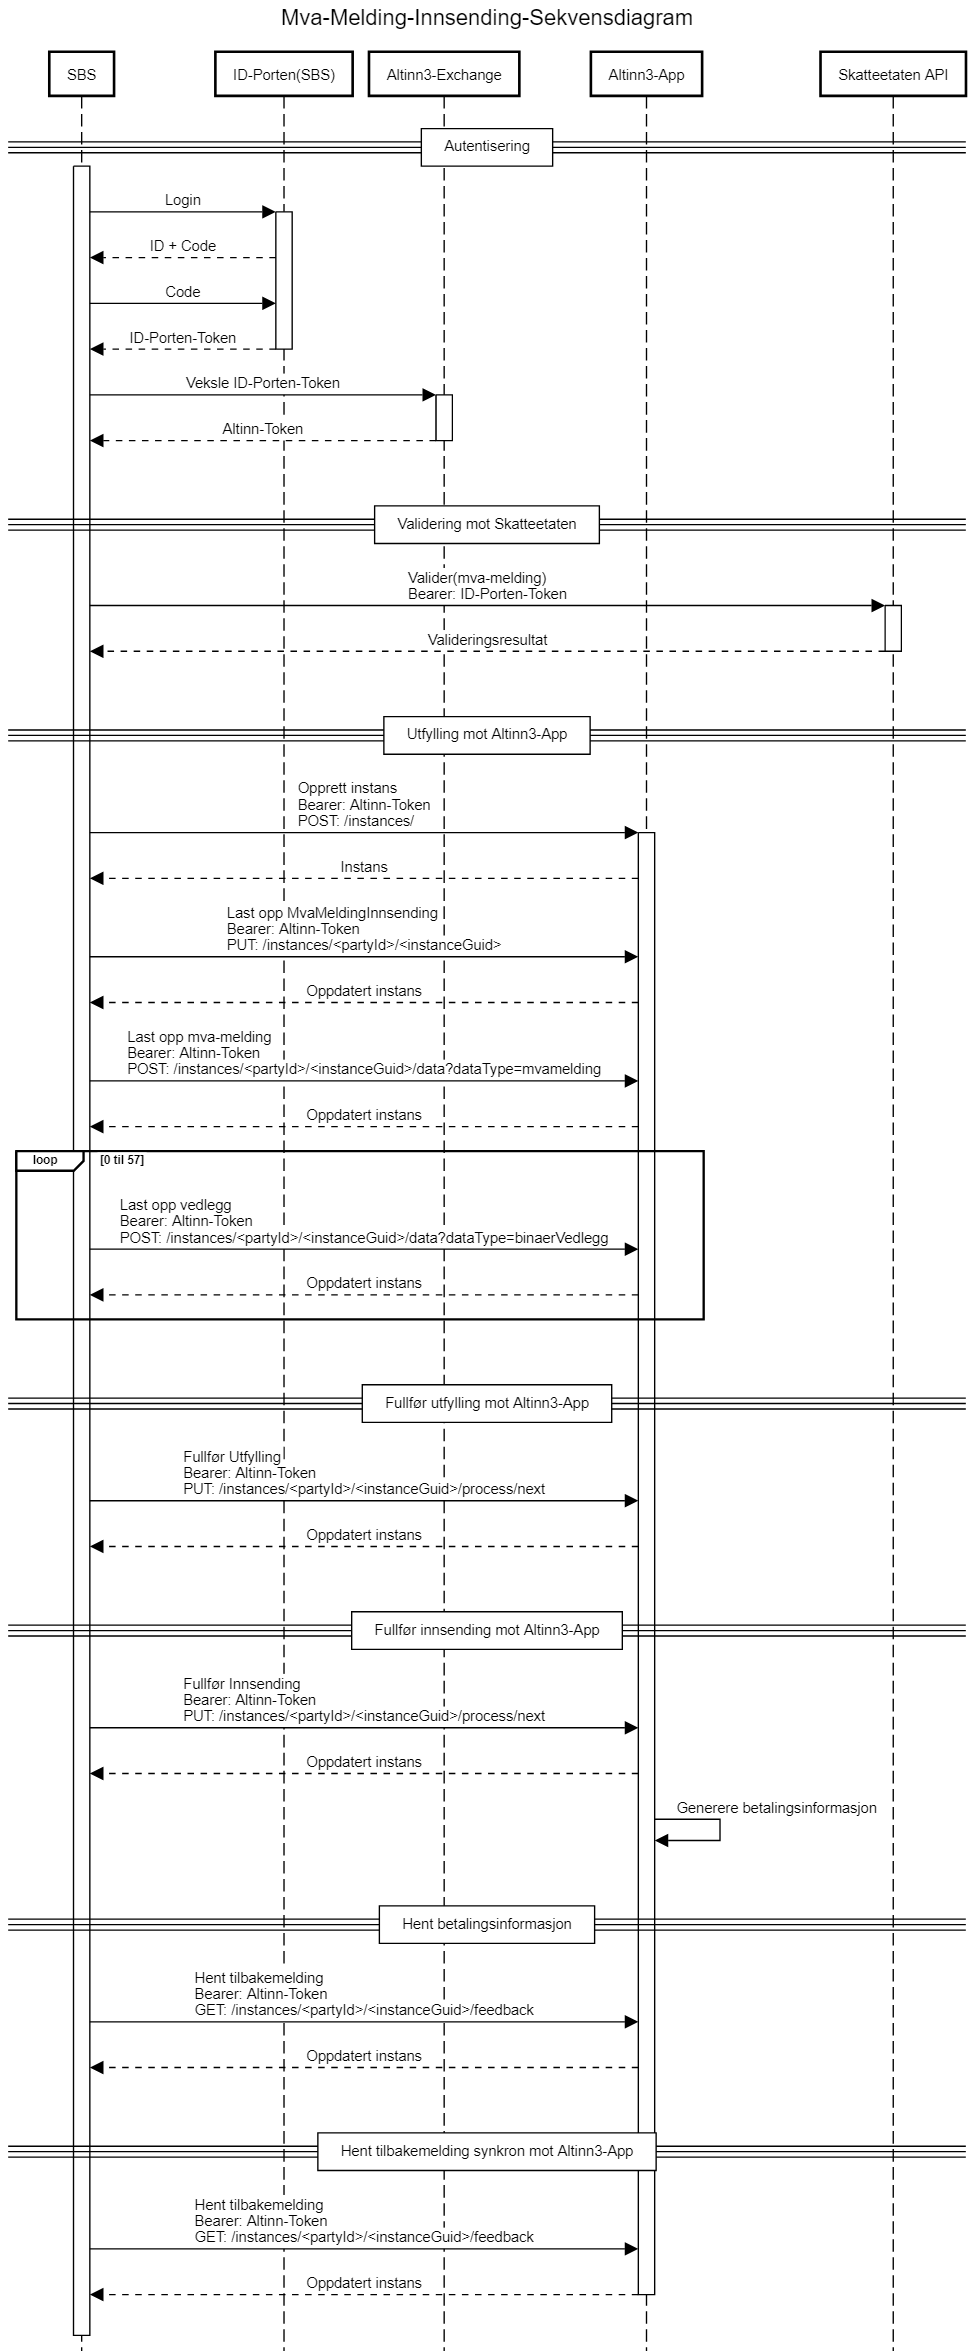 Mva-Melding-Innsending-Sekvensdiagram
SBS
ID-Porten(SBS)
Altinn3-Exchange
Altinn3-App
Skatteetaten API
Autentisering
Login
ID + Code
Code
ID-Porten-Token
Veksle ID-Porten-Token
Altinn-Token
Validering mot Skatteetaten
Valider(mva-melding)
Bearer: ID-Porten-Token
Valideringsresultat
Utfylling mot Altinn3-App
Opprett instans
Bearer: Altinn-Token
POST: /instances/
Instans
Last opp MvaMeldingInnsending
Bearer: Altinn-Token
PUT: /instances/<partyId>/<instanceGuid>
Oppdatert instans
Last opp mva-melding
Bearer: Altinn-Token
POST: /instances/<partyId>/<instanceGuid>/data?dataType=mvamelding
Oppdatert instans
loop [0 til 57]
Last opp vedlegg
Bearer: Altinn-Token
POST: /instances/<partyId>/<instanceGuid>/data?dataType=binaerVedlegg
Oppdatert instans
Fullfør utfylling mot Altinn3-App
Fullfør Utfylling
Bearer: Altinn-Token
PUT: /instances/<partyId>/<instanceGuid>/process/next
Oppdatert instans
Fullfør innsending mot Altinn3-App
Fullfør Innsending
Bearer: Altinn-Token
PUT: /instances/<partyId>/<instanceGuid>/process/next
Oppdatert instans
Generere betalingsinformasjon
Hent betalingsinformasjon
Hent tilbakemelding
Bearer: Altinn-Token
GET: /instances/<partyId>/<instanceGuid>/feedback
Oppdatert instans
Hent tilbakemelding synkron mot Altinn3-App
Hent tilbakemelding
Bearer: Altinn-Token
GET: /instances/<partyId>/<instanceGuid>/feedback
Oppdatert instans